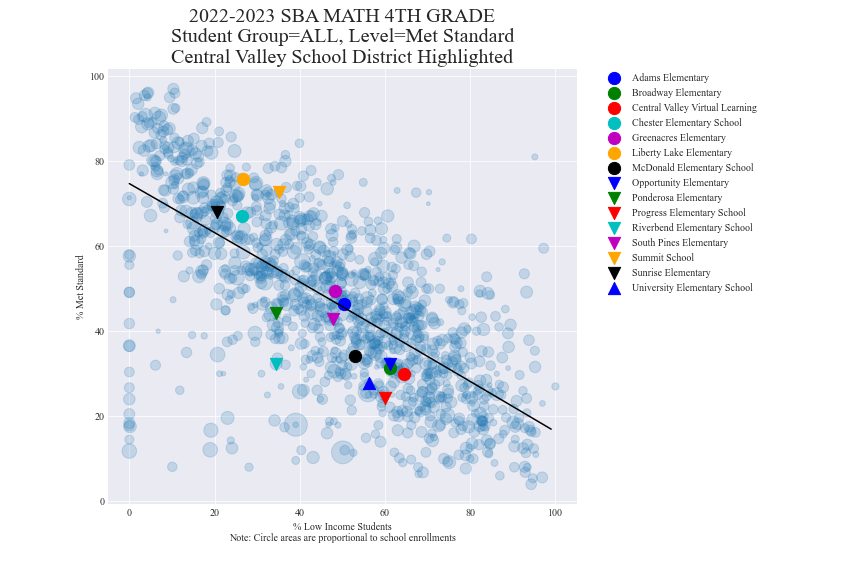 2022-2023 SBA MATH 4TH GRADE
Student Group=ALL, Level=Met Standard
Central Valley School District Highlighted
100
80
60
40
20
0
% Met Standard
0 20 40 60 80 100
% Low Income Students
Note: Circle areas are proportional to school enrollments
Adams Elementary
Broadway Elementary
Central Valley Virtual Learning
Chester Elementary School
Greenacres Elementary
Liberty Lake Elementary
McDonald Elementary School
Opportunity Elementary
Ponderosa Elementary
Progress Elementary School
Riverbend Elementary School
South Pines Elementary
Summit School
Sunrise Elementary
University Elementary School